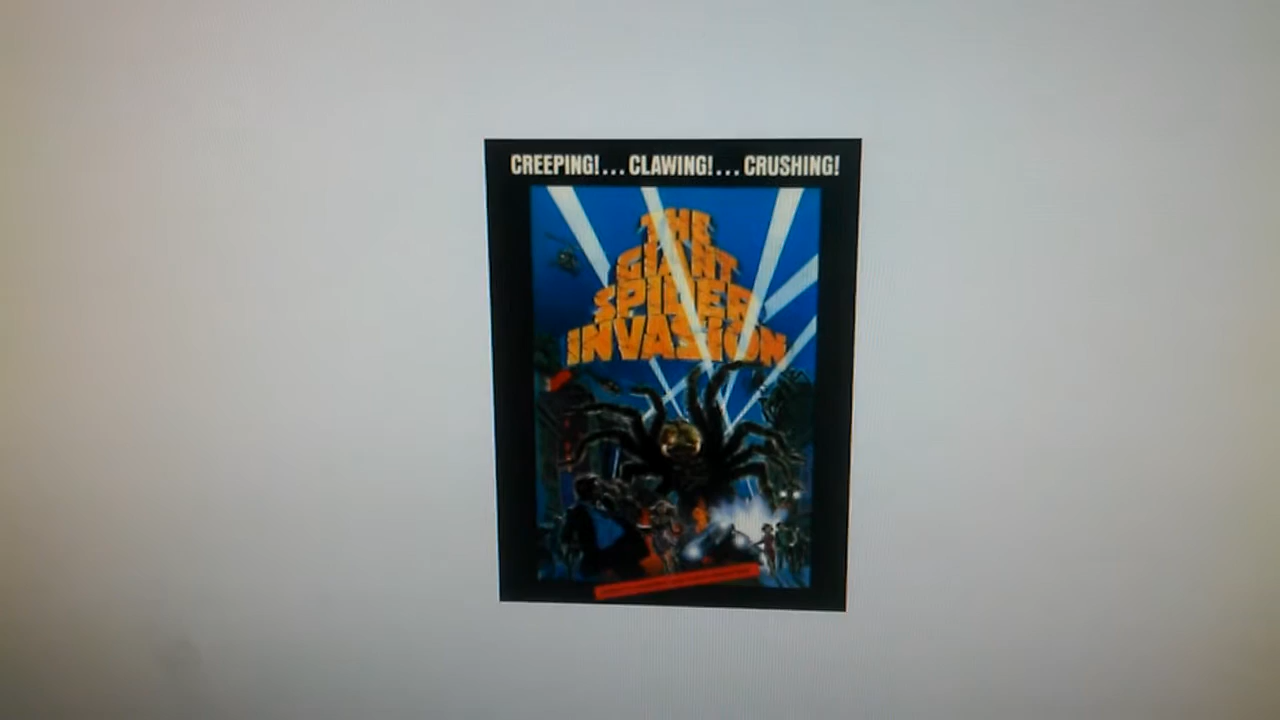 CREEPING!... CLAWING!... CRUSHING!
THE
GIANT
SPIDER
INVASION